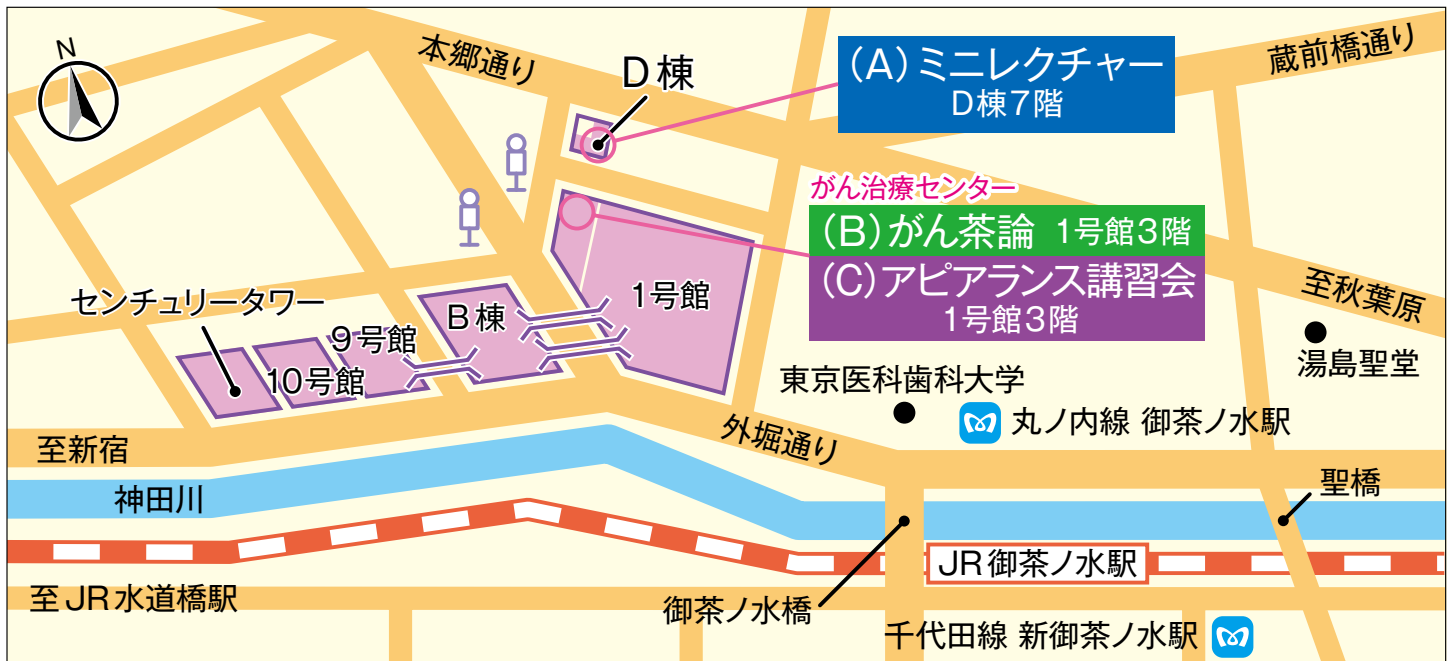 N
本郷通り
D棟
(A)ミニレクチャー
D棟7階
蔵前橋通り
がん治療センター
(B)がん茶論 1号館3階
(C)アピアランス講習会
1号館3階
至秋葉原
湯島聖堂
センチュリータワー
10号館
9号館
B棟
1号館
東京医科歯科大学
丸ノ内線 御茶ノ水駅
外堀通り
至新宿
神田川
聖橋
JR御茶ノ水駅
至JR水道橋駅
御茶ノ水橋
千代田線 新御茶ノ水駅